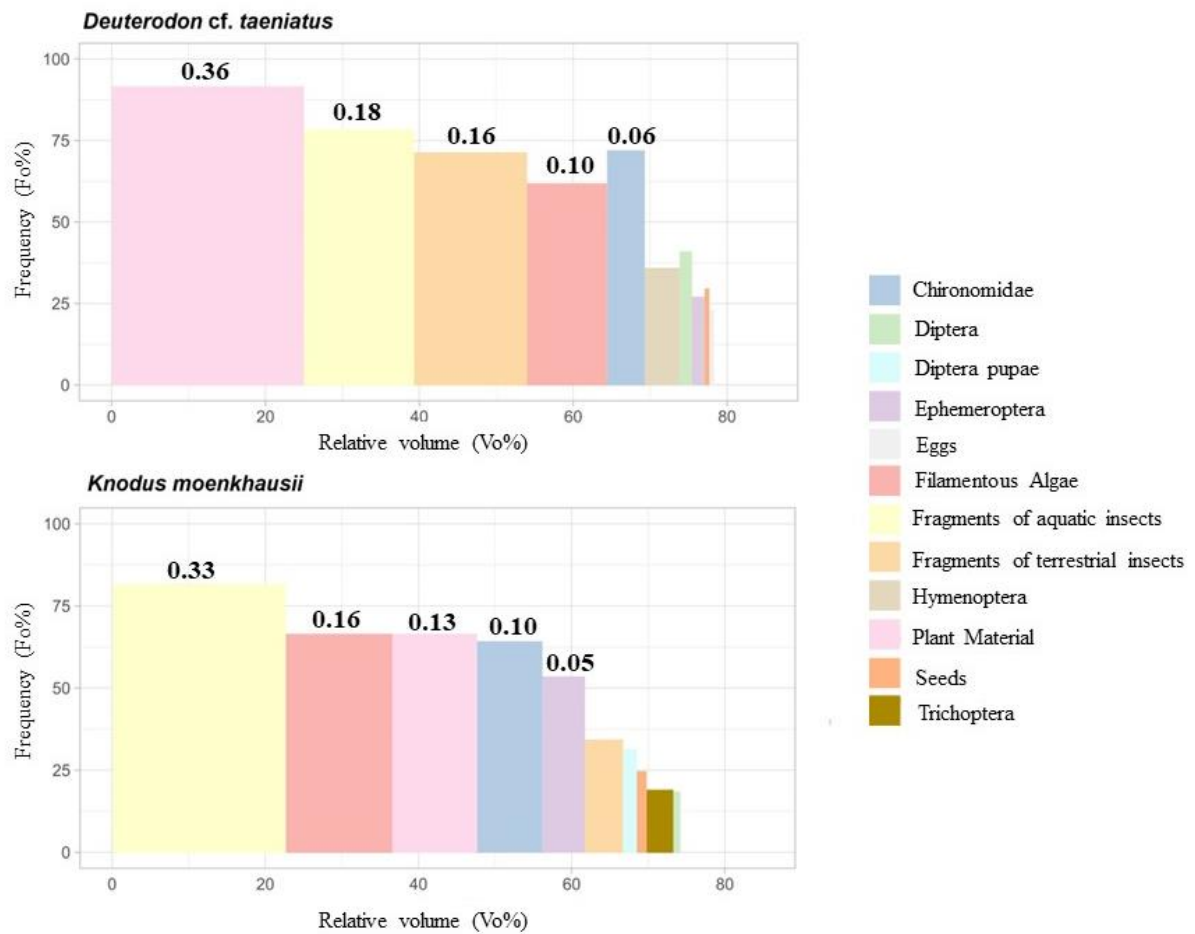 Deuterodon cf. taeniatus
100
75
50
25
0
Frequency (Fo%)
0.36
0.18
0.16
0.10
0.06
0
20
40
60
80
Relative volume (Vo%)
Knodus moenkhausii
100
75
50
25
0
Frequency (Fo%)
0.33
0.16
0.13
0.10
0.05
0
20
40
60
80
Relative volume (Vo%)
Chironomidae
Diptera
Diptera pupae
Ephemeroptera
Eggs
Filamentous Algae
Fragments of aquatic insects
Fragments of terrestrial insects
Hymenoptera
Plant Material
Seeds
Trichoptera